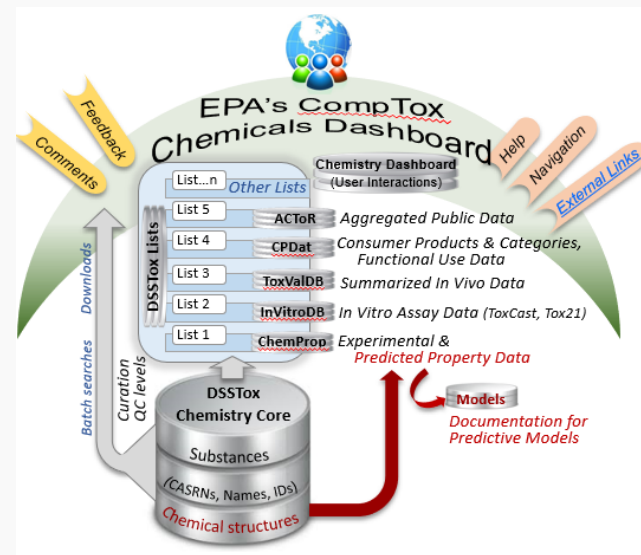 EPA's CompTox
Chemicals Dashboard
Comments
Feedback
Help
Navigation
External Links
Chemistry Dashboard
(User Interactions)
List...n
Other Lists
DSSTox Lists
List 5
ACToR
Aggregated Public Data
List 4
CPDat
Consumer Products & Categories,
Functional Use Data
List 3
ToxValDB
Summarized In Vivo Data
List 2
InVitroDB
In Vitro Assay Data (ToxCast, Tox21)
List 1
ChemProp
Experimental &
Predicted Property Data
Batch searches Downloads
Curation
QC levels
DSSTox
Chemistry Core
Substances
(CASRNs, Names, IDs)
Chemical structures
Models
Documentation for
Predictive Models